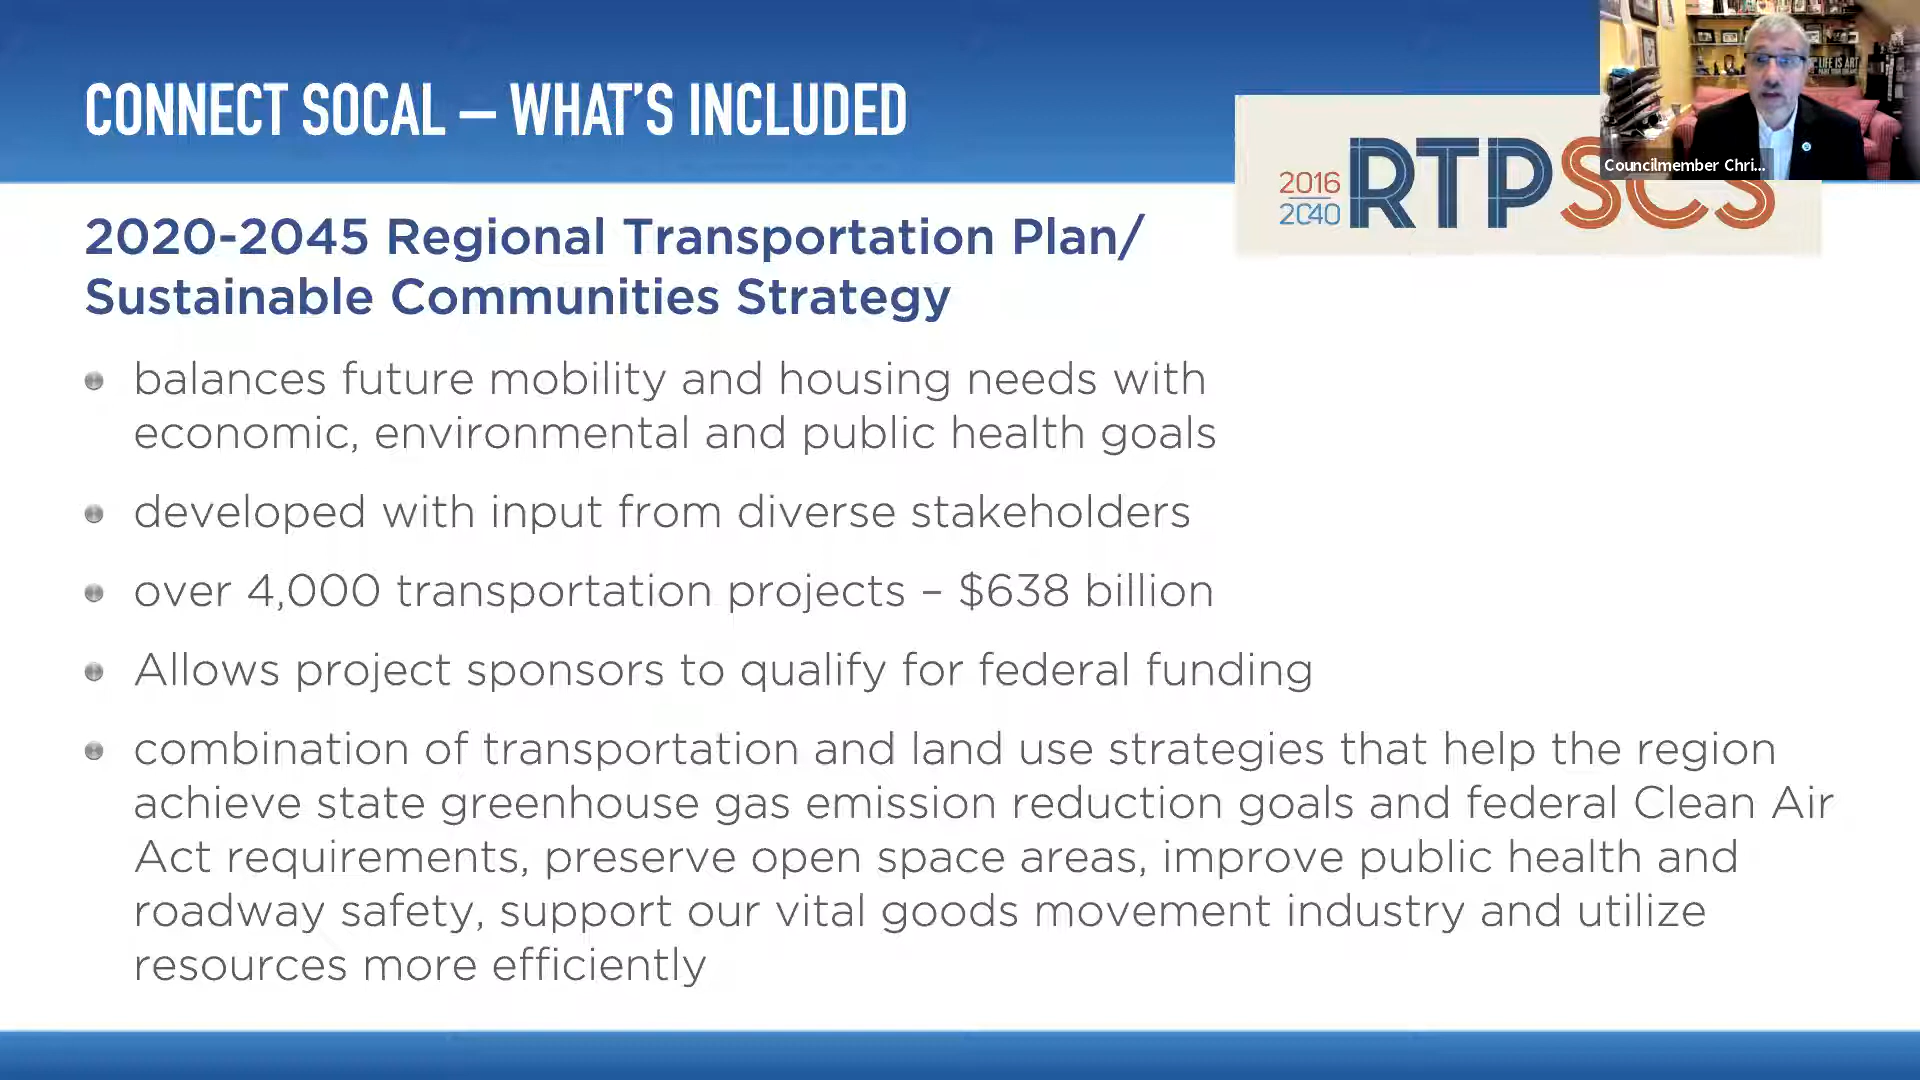 CONNECT SOCAL – WHAT'S INCLUDED
2016
2040
RTPSCS
LIFE IS ART
Councilmember Chri...
2020-2045 Regional Transportation Plan/
Sustainable Communities Strategy
balances future mobility and housing needs with
economic, environmental and public health goals
developed with input from diverse stakeholders
over 4,000 transportation projects – $638 billion
Allows project sponsors to qualify for federal funding
combination of transportation and land use strategies that help the region
achieve state greenhouse gas emission reduction goals and federal Clean Air
Act requirements, preserve open space areas, improve public health and
roadway safety, support our vital goods movement industry and utilize
resources more efficiently